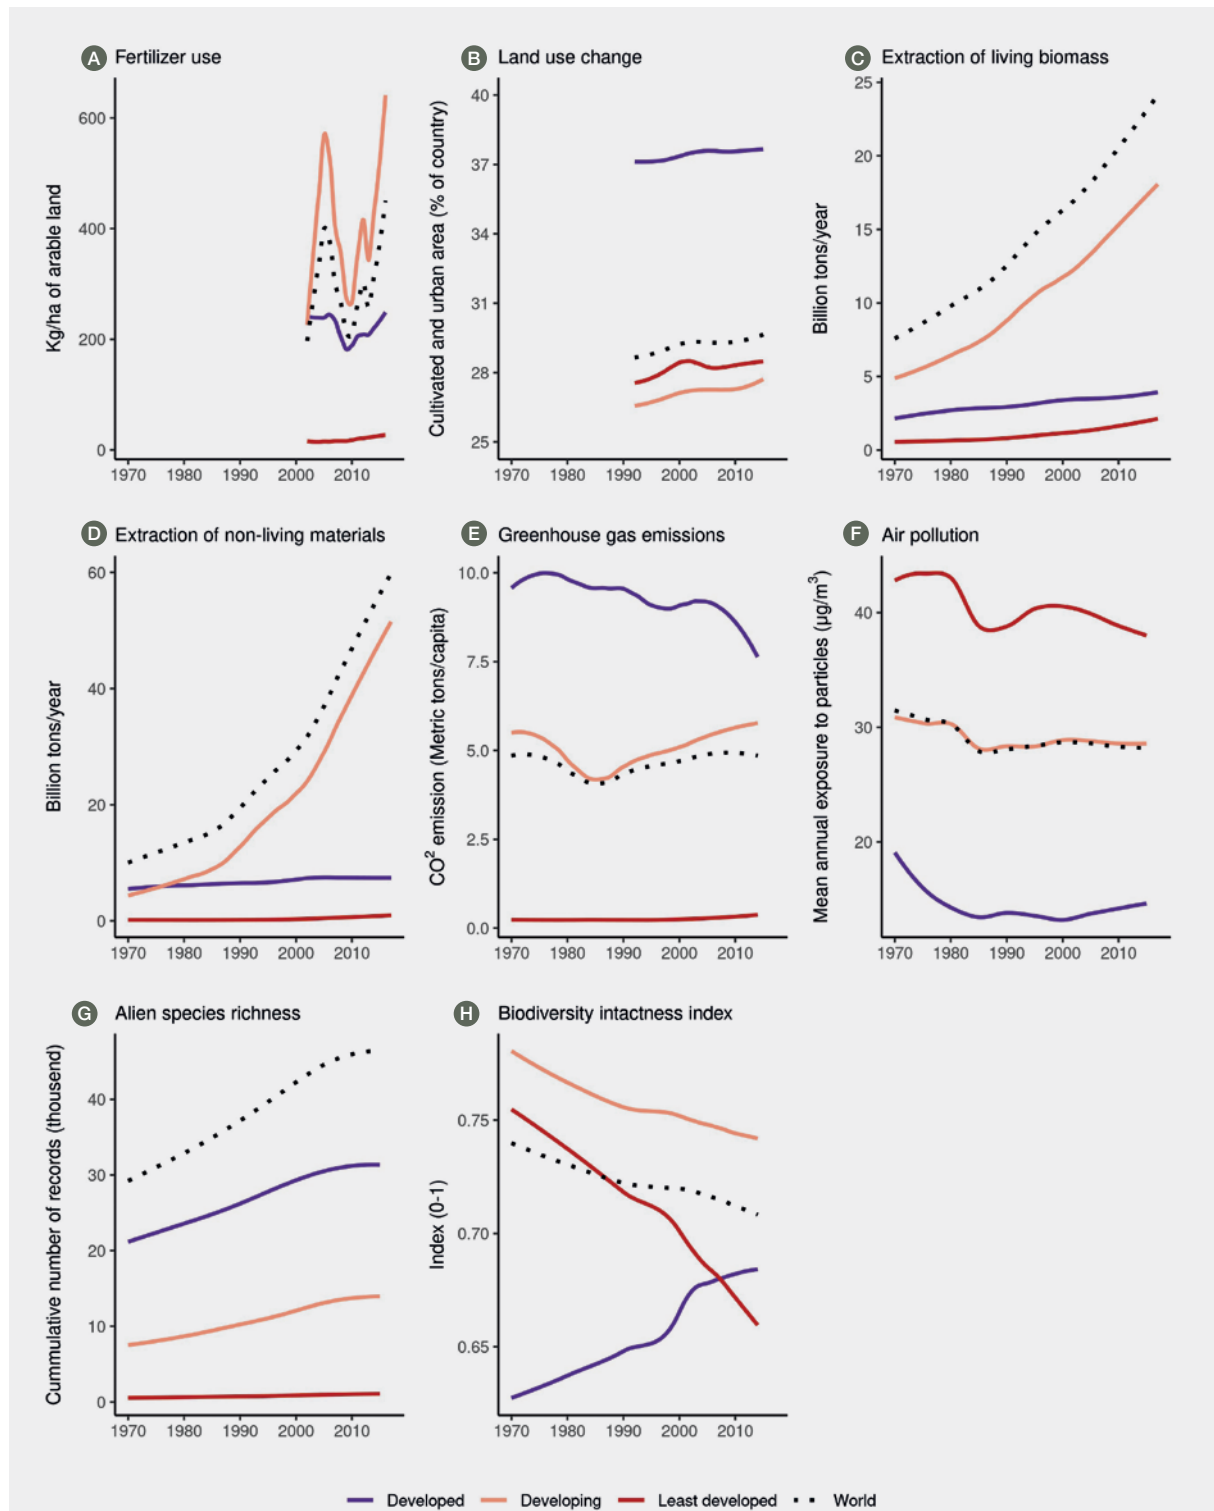 A Fertilizer use
Kg/ha of arable land
600
400
200
0
1970 1980 1990 2000 2010
B Land use change
Cultivated and urban area (% of country)
40
37
34
31
28
25
1970 1980 1990 2000 2010
C Extraction of living biomass
Billion tons/year
25
20
15
10
5
0
1970 1980 1990 2000 2010
D Extraction of non-living materials
Billion tons/year
60
40
20
0
1970 1980 1990 2000 2010
E Greenhouse gas emissions
CO² emission (Metric tons/capita)
10.0
7.5
5.0
2.5
0.0
1970 1980 1990 2000 2010
F Air pollution
Mean annual exposure to particles (µg/m³)
40
30
20
1970 1980 1990 2000 2010
G Alien species richness
Cummulative number of records (thousend)
40
30
20
10
0
1970 1980 1990 2000 2010
H Biodiversity intactness index
Index (0-1)
0.75
0.70
0.65
1970 1980 1990 2000 2010
Developed Developing Least developed World